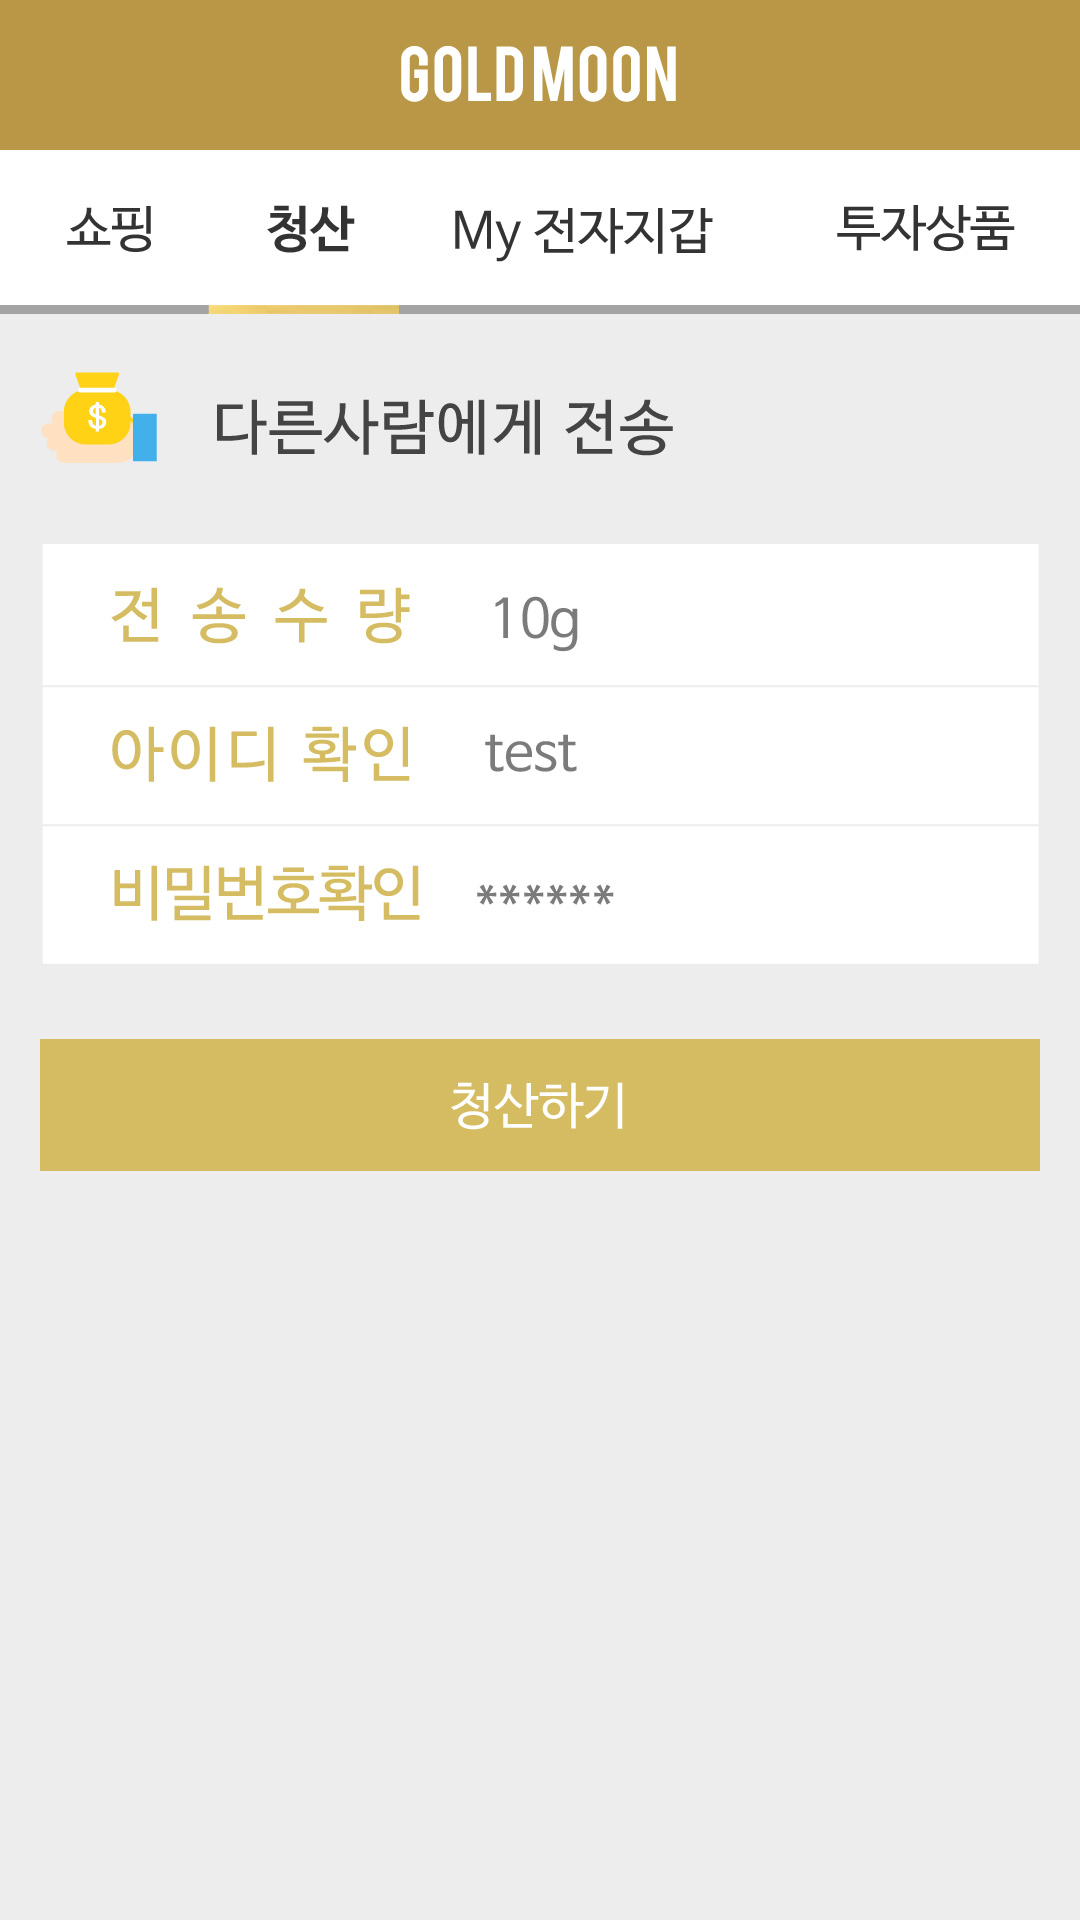 GOLDMOON
쇼핑 청산 My 전자지갑 투자상품
$ 다른사람에게 전송
전 송 수 량 10g
아이디 확인 test
비밀번호확인 ******
청산하기